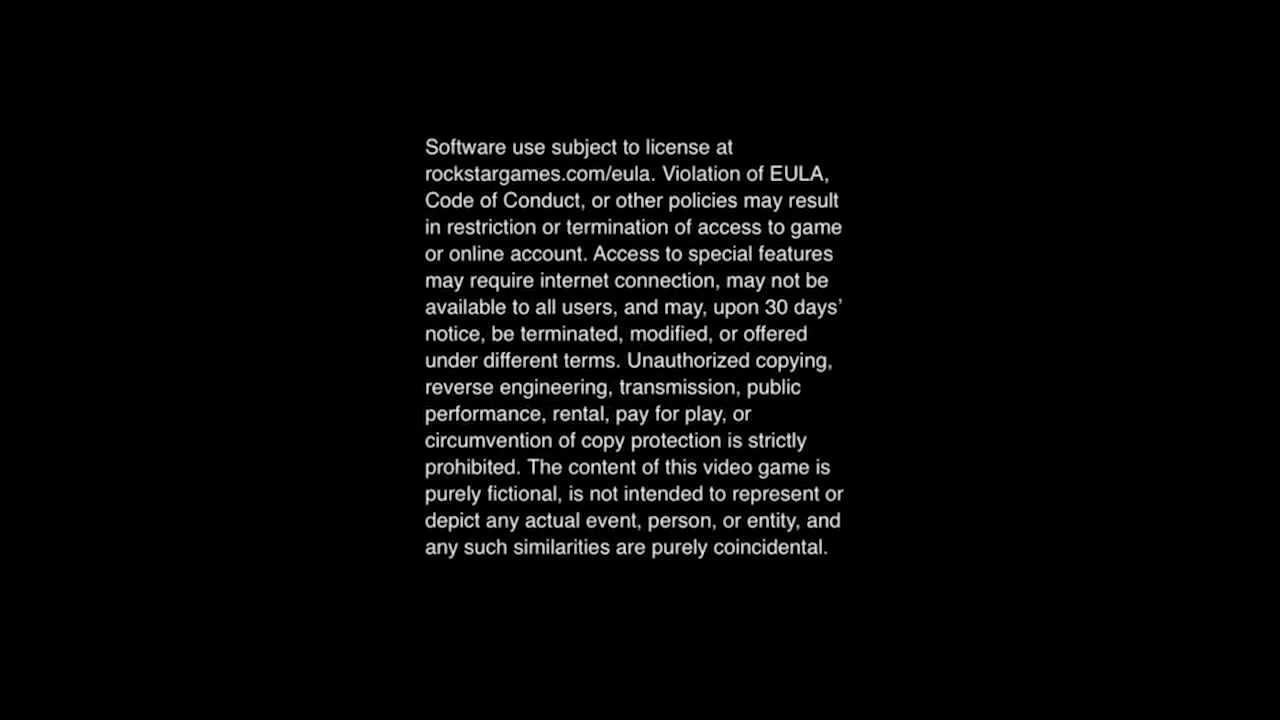 Software use subject to license at
rockstargames.com/eula. Violation of EULA,
Code of Conduct, or other policies may result
in restriction or termination of access to game
or online account. Access to special features
may require internet connection, may not be
available to all users, and may, upon 30 days’
notice, be terminated, modified, or offered
under different terms. Unauthorized copying,
reverse engineering, transmission, public
performance, rental, pay for play, or
circumvention of copy protection is strictly
prohibited. The content of this video game is
purely fictional, is not intended to represent or
depict any actual event, person, or entity, and
any such similarities are purely coincidental.